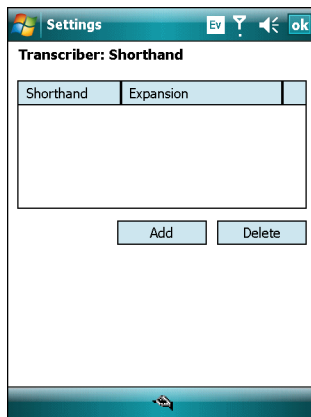 Settings
Ev
ok
Transcriber: Shorthand
Shorthand Expansion
Add Delete